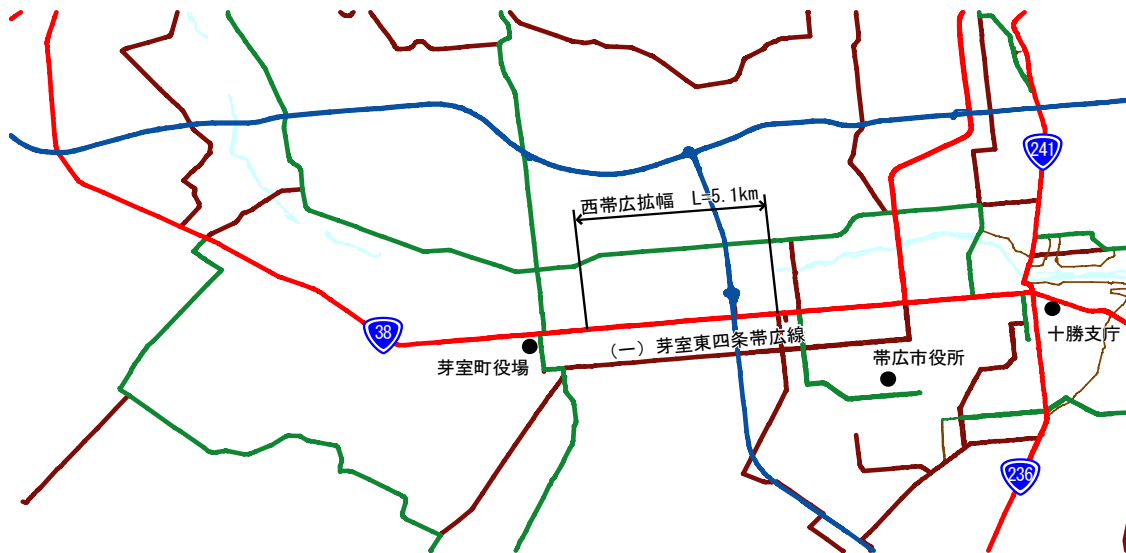 241
西帯広拡幅 L=5.1km
38
(一) 芽室東四条帯広線
十勝支庁
芽室町役場
帯広市役所
236